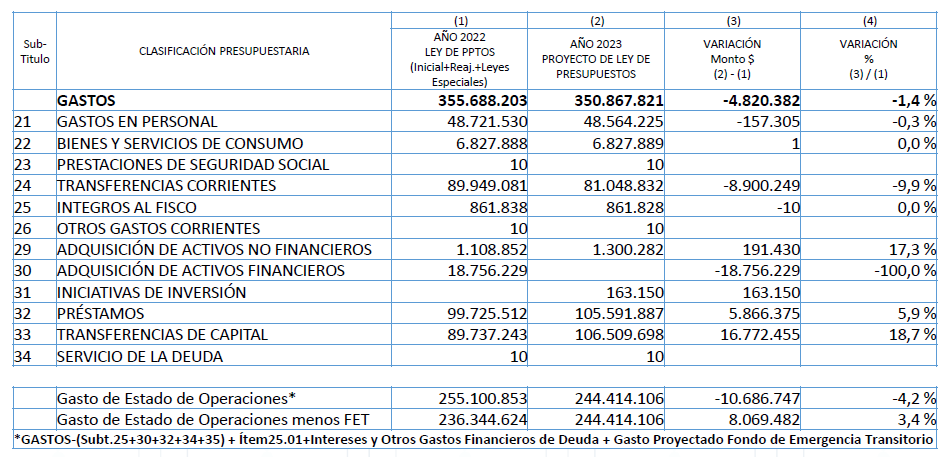 (1) (2) (3) (4)
Sub-Titulo CLASIFICACIÓN PRESUPUESTARIA AÑO 2022 LEY DE PPTOS (Inicial+Reaj.+Leyes Especiales) AÑO 2023 PROYECTO DE LEY DE PRESUPUESTOS VARIACIÓN Monto $ (2) - (1) VARIACIÓN % (3) / (1)
GASTOS 355.688.203 350.867.821 -4.820.382 -1,4 %
21 GASTOS EN PERSONAL 48.721.530 48.564.225 -157.305 -0,3 %
22 BIENES Y SERVICIOS DE CONSUMO 6.827.888 6.827.889 1 0,0 %
23 PRESTACIONES DE SEGURIDAD SOCIAL 10 10
24 TRANSFERENCIAS CORRIENTES 89.949.081 81.048.832 -8.900.249 -9,9 %
25 INTEGROS AL FISCO 861.838 861.828 -10 0,0 %
26 OTROS GASTOS CORRIENTES 10 10
29 ADQUISICIÓN DE ACTIVOS NO FINANCIEROS 1.108.852 1.300.282 191.430 17,3 %
30 ADQUISICIÓN DE ACTIVOS FINANCIEROS 18.756.229 -18.756.229 -100,0 %
31 INICIATIVAS DE INVERSIÓN 163.150 163.150
32 PRÉSTAMOS 99.725.512 105.591.887 5.866.375 5,9 %
33 TRANSFERENCIAS DE CAPITAL 89.737.243 106.509.698 16.772.455 18,7 %
34 SERVICIO DE LA DEUDA 10 10
Gasto de Estado de Operaciones* 255.100.853 244.414.106 -10.686.747 -4,2 %
Gasto de Estado de Operaciones menos FET 236.344.624 244.414.106 8.069.482 3,4 %
*GASTOS-(Subt.25+30+32+34+35) + Ítem25.01+Intereses y Otros Gastos Financieros de Deuda + Gasto Proyectado Fondo de Emergencia Transitorio